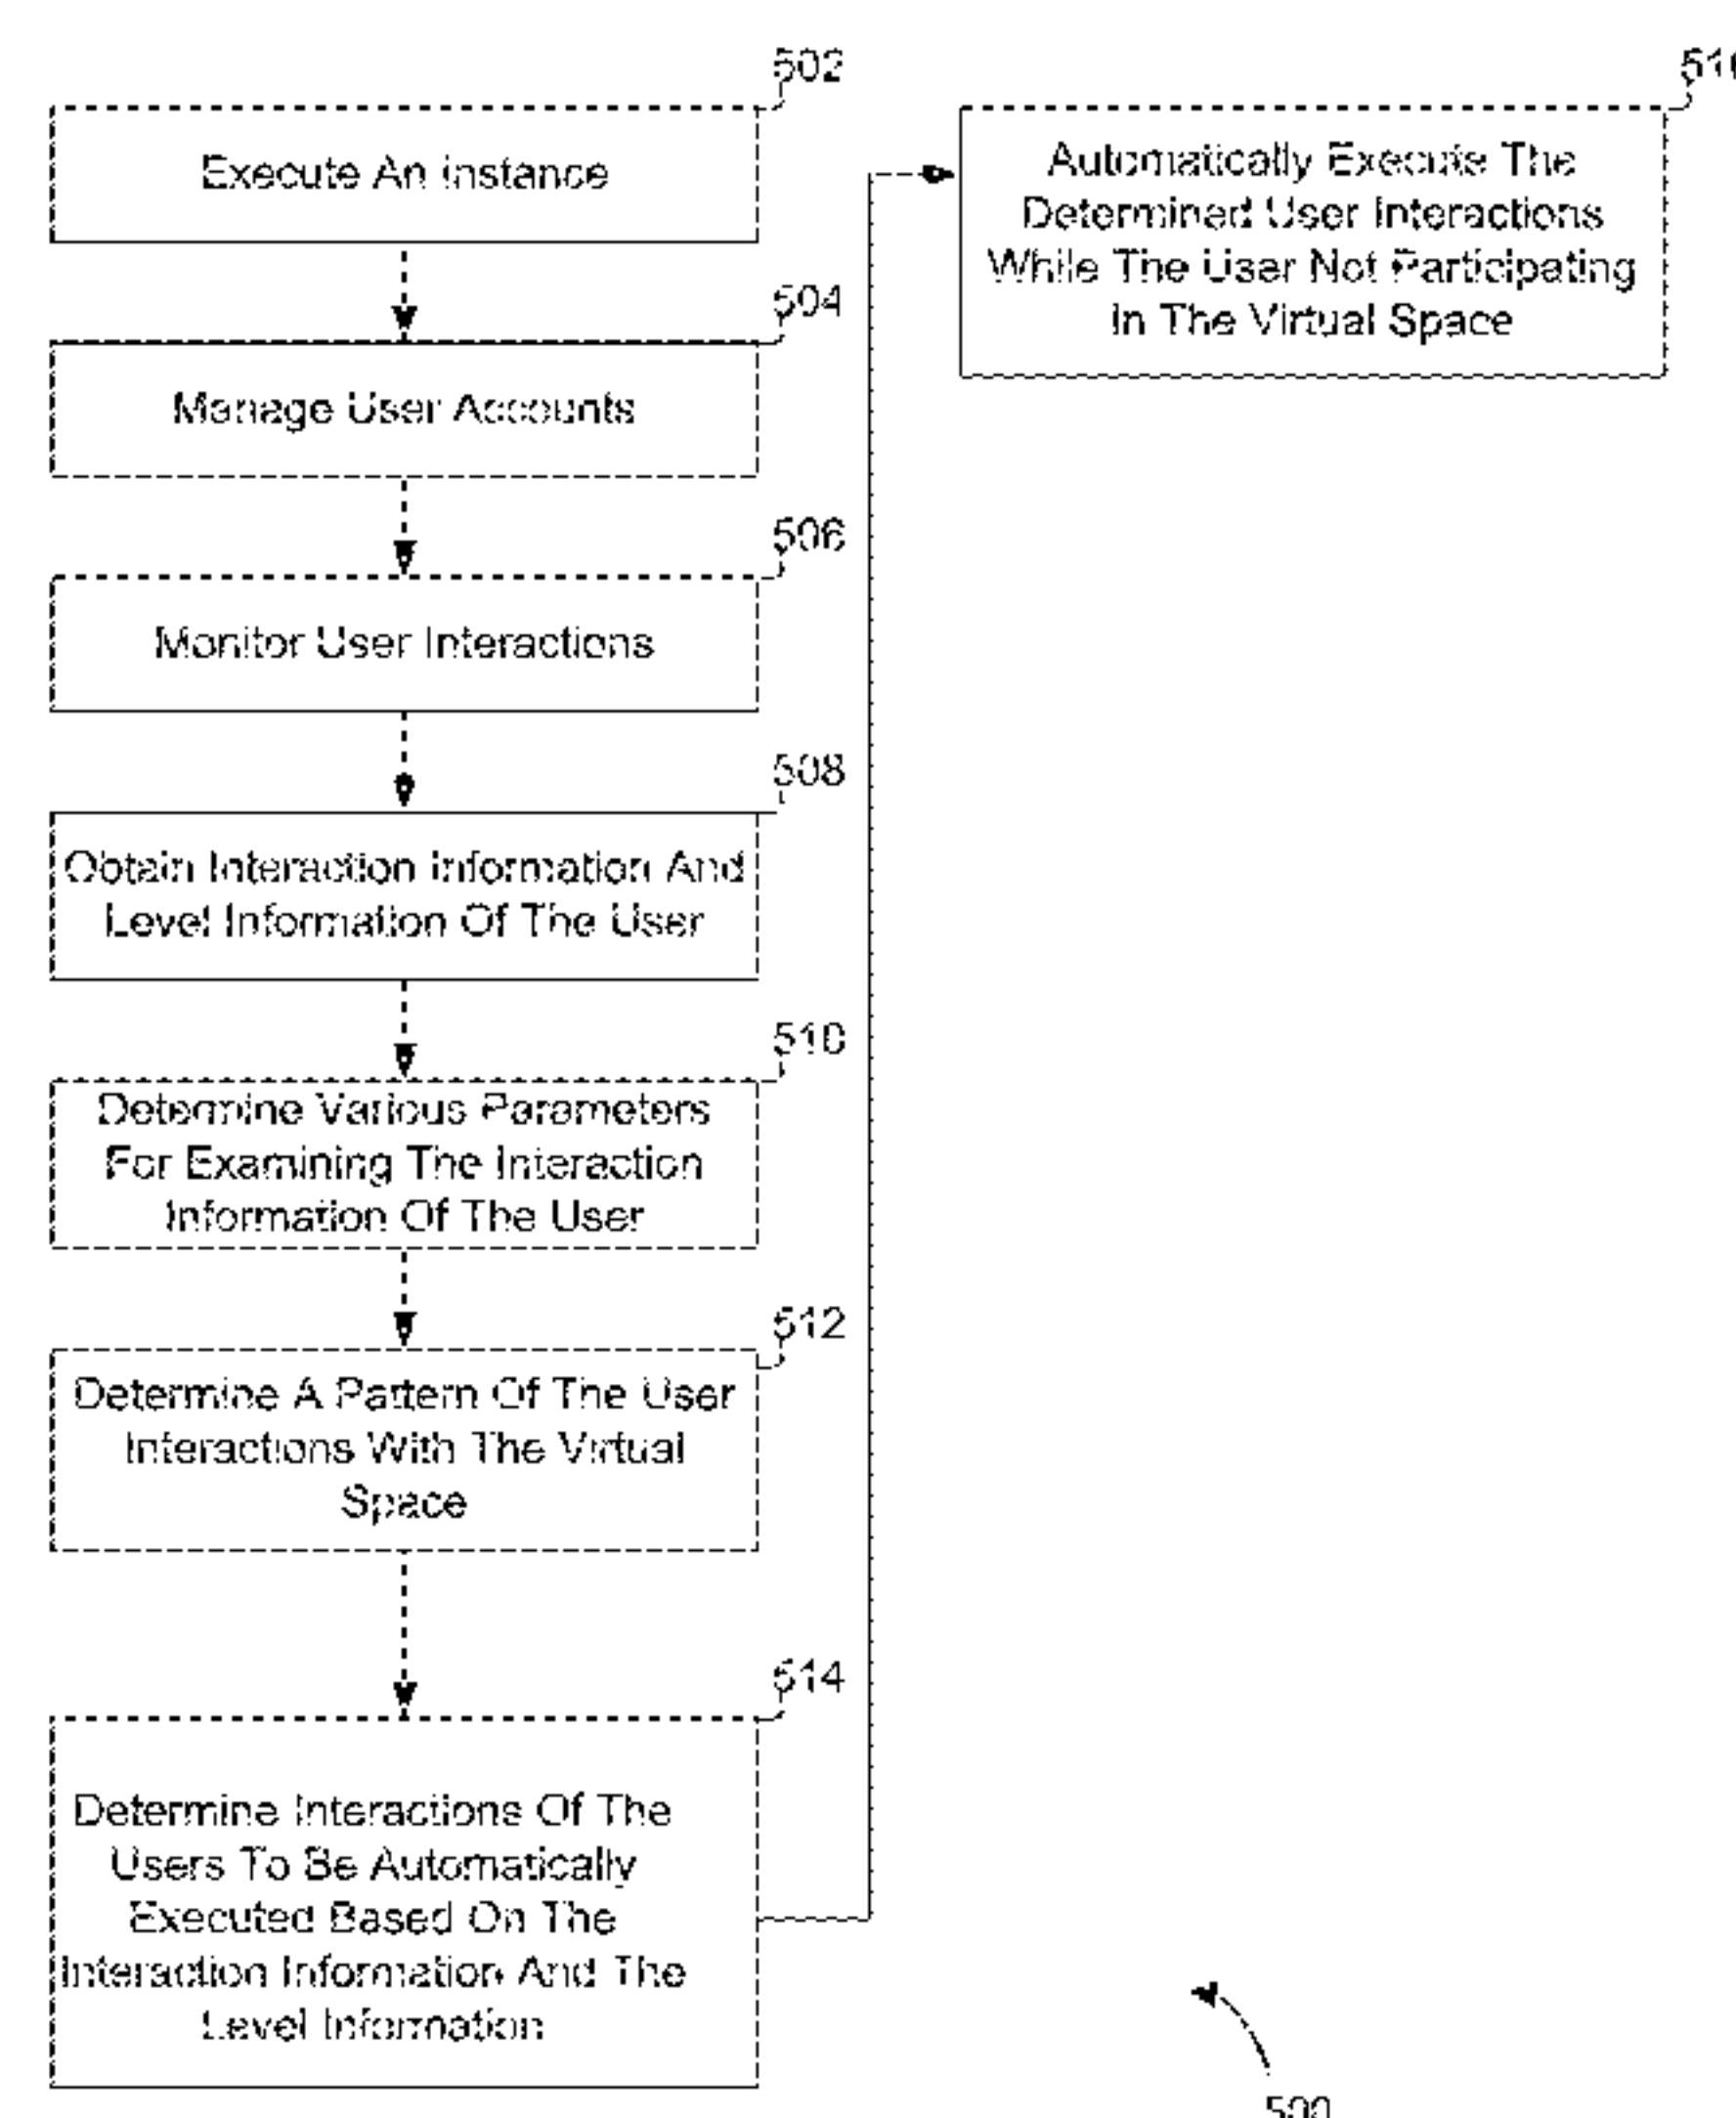 502
Execute An Instance
504
Manage User Accounts
506
Monitor User Interactions
508
Obtain Interaction Information And
Level Information Of The User
510
Determine Various Parameters
For Examining The Interaction
Information Of The User
512
Determine A Pattern Of The User
Interactions With The Virtual
Space
514
Determine Interactions Of The
Users To Be Automatically
Executed Based On The
Interaction Information And The
Level Information
Automatically Execute The
Determined User Interactions
While The User Not Participating
In The Virtual Space
500